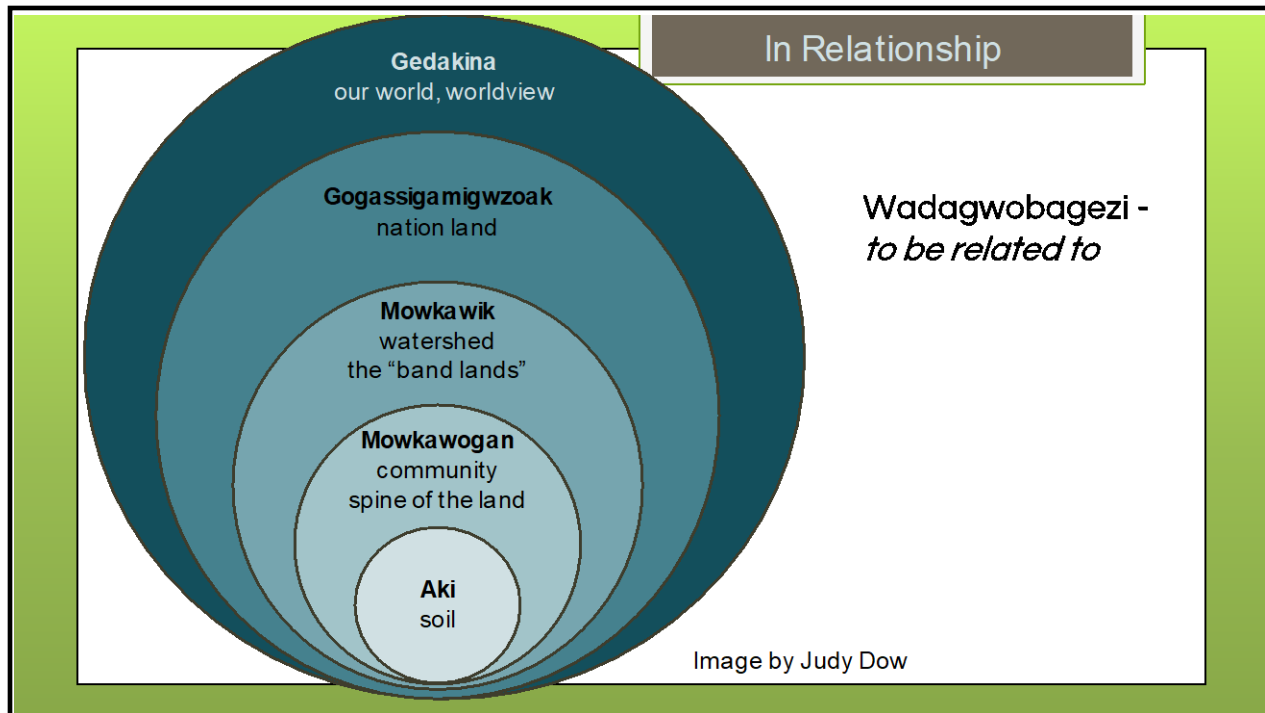 In Relationship
Gedakina
our world, worldview
Gogassigamigwzoak
nation land
Mowkawik
watershed
the “band lands”
Mowkawogan
community
spine of the land
Aki
soil
Wadagwobagezi -
to be related to
Image by Judy Dow